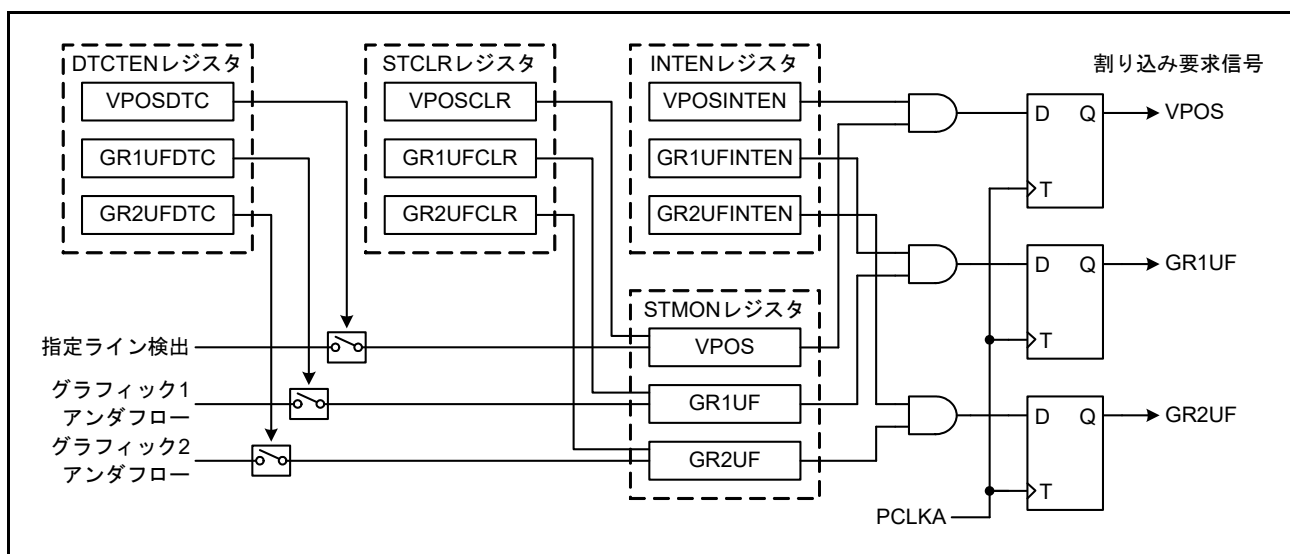 DTCTENレジスタ
VPOSDTC
GR1UFDTC
GR2UFDTC
STCLRレジスタ
VPOSCLR
GR1UFCLR
GR2UFCLR
INTENレジスタ
VPOSINTEN
GR1UFINTEN
GR2UFINTEN
割り込み要求信号
D Q
T
VPOS
D Q
T
GR1UF
D Q
T
GR2UF
STMONレジスタ
VPOS
GR1UF
GR2UF
指定ライン検出
グラフィック1
アンダフロー
グラフィック2
アンダフロー
PCLKA